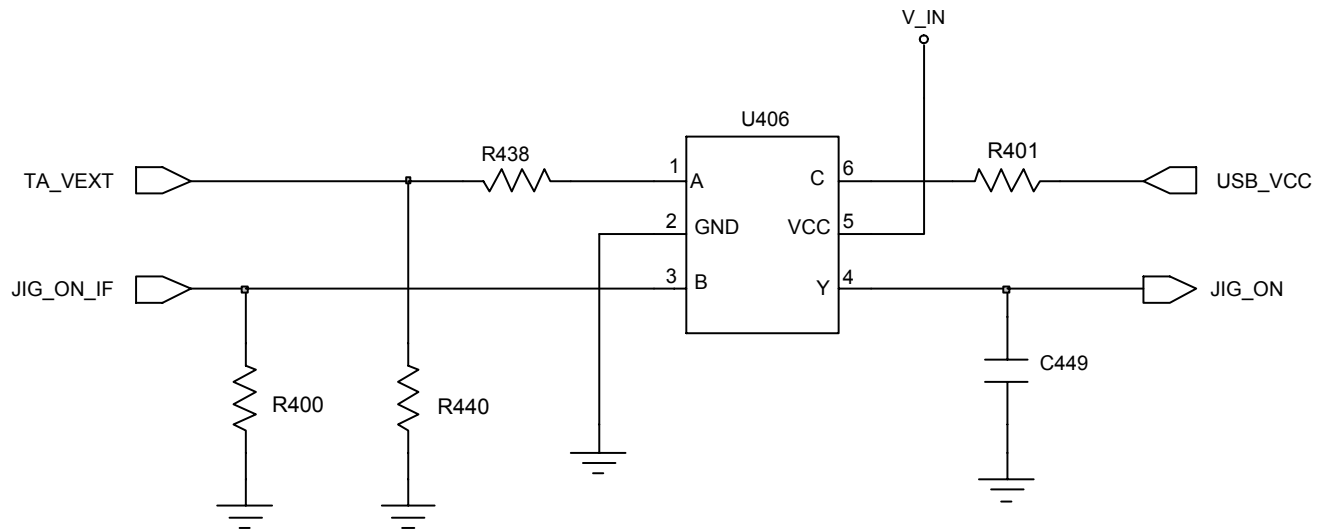 V_IN
U406
TA_VEXT
R438
1
A
C
6
R401
USB_VCC
2
GND
VCC
5
JIG_ON_IF
3
B
Y
4
JIG_ON
R400
R440
C449